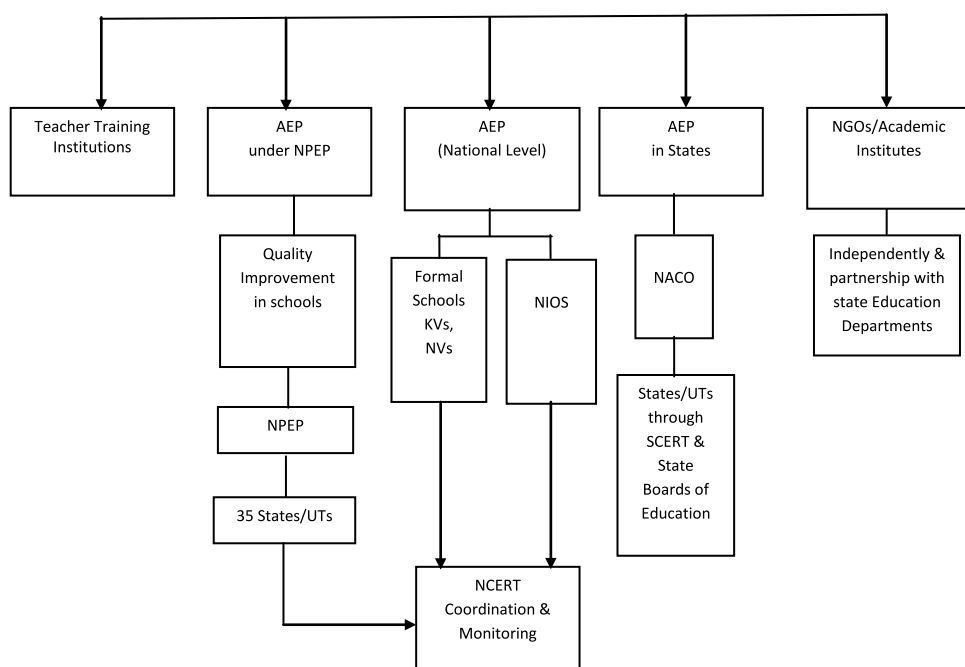 Teacher Training
Institutions
AEP
under NPEP
AEP
(National Level)
AEP
in States
NGOs/Academic
Institutes
Quality
Improvement
in schools
Formal
Schools
KVs,
NVs
NIOS
NACO
Independently &
partnership with
state Education
Departments
NPEP
States/UTs
through
SCERT &
State
Boards of
Education
35 States/UTs
NCERT
Coordination &
Monitoring